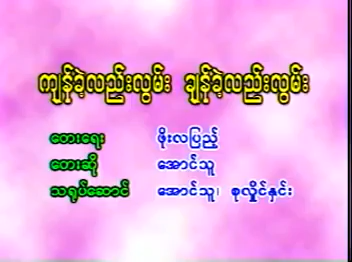 ကျန်ခဲ့လည်းလွမ်း ချန်ခဲ့လည်းလွမ်း
တေးရေး ဖိုးလပြည့်
တေးဆို အောင်သူ
သရုပ်ဆောင် အောင်သူ၊ စုလှိုင်နှင်း